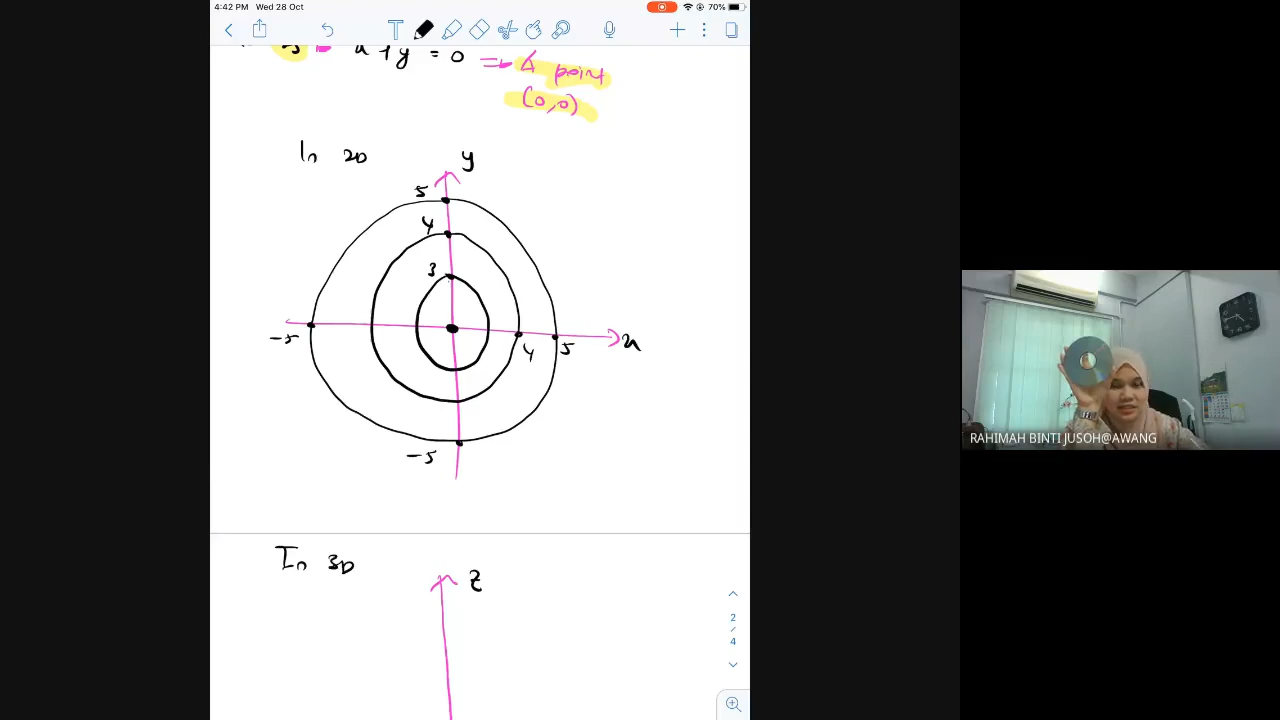 4:42 PM Wed 28 Oct
70%
T
x + y = 0 ⇒ A point
(0,0)
In 2D
y
5
4
3
-5
4
5
x
-5
In 3D
z
2
/
4
RAHIMAH BINTI JUSOH@AWANG